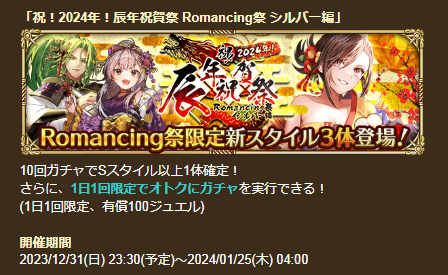 「祝！2024年！辰年祝賀祭 Romancing祭 シルバー編」
祝 2024年！
辰年祝賀祭
Romancing祭 シルバー編
Romancing祭限定新スタイル3体登場！
10回ガチャでSスタイル以上1体確定！
さらに、1日1回限定でオトクにガチャを実行できる！
(1日1回限定、有償100ジュエル)
開催期間
2023/12/31(日) 23:30(予定)～2024/01/25(木) 04:00